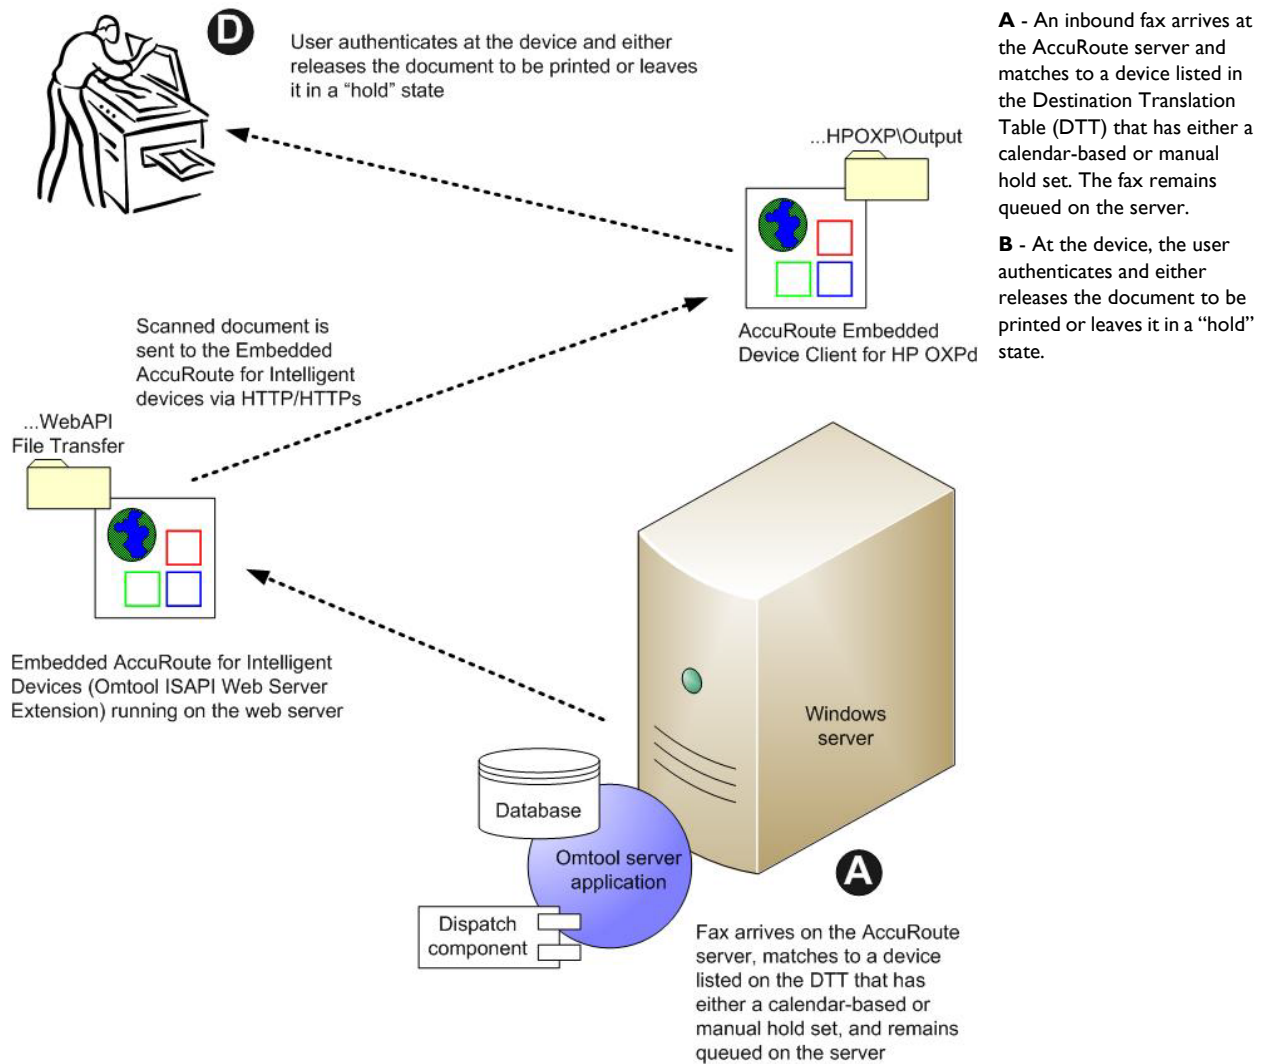 D
User authenticates at the device and either
releases the document to be printed or leaves
it in a “hold” state
...HPOXP\Output
AccuRoute Embedded
Device Client for HP OXPd
Scanned document is
sent to the Embedded
AccuRoute for Intelligent
devices via HTTP/HTTPs
...WebAPI
File Transfer
Embedded AccuRoute for Intelligent
Devices (Omtool ISAPI Web Server
Extension) running on the web server
Windows
server
Database
Omtool server
application
Dispatch
component
A
Fax arrives on the AccuRoute
server, matches to a device
listed on the DTT that has
either a calendar-based or
manual hold set, and remains
queued on the server
A - An inbound fax arrives at
the AccuRoute server and
matches to a device listed in
the Destination Translation
Table (DTT) that has either a
calendar-based or manual
hold set. The fax remains
queued on the server.
B - At the device, the user
authenticates and either
releases the document to be
printed or leaves it in a “hold”
state.